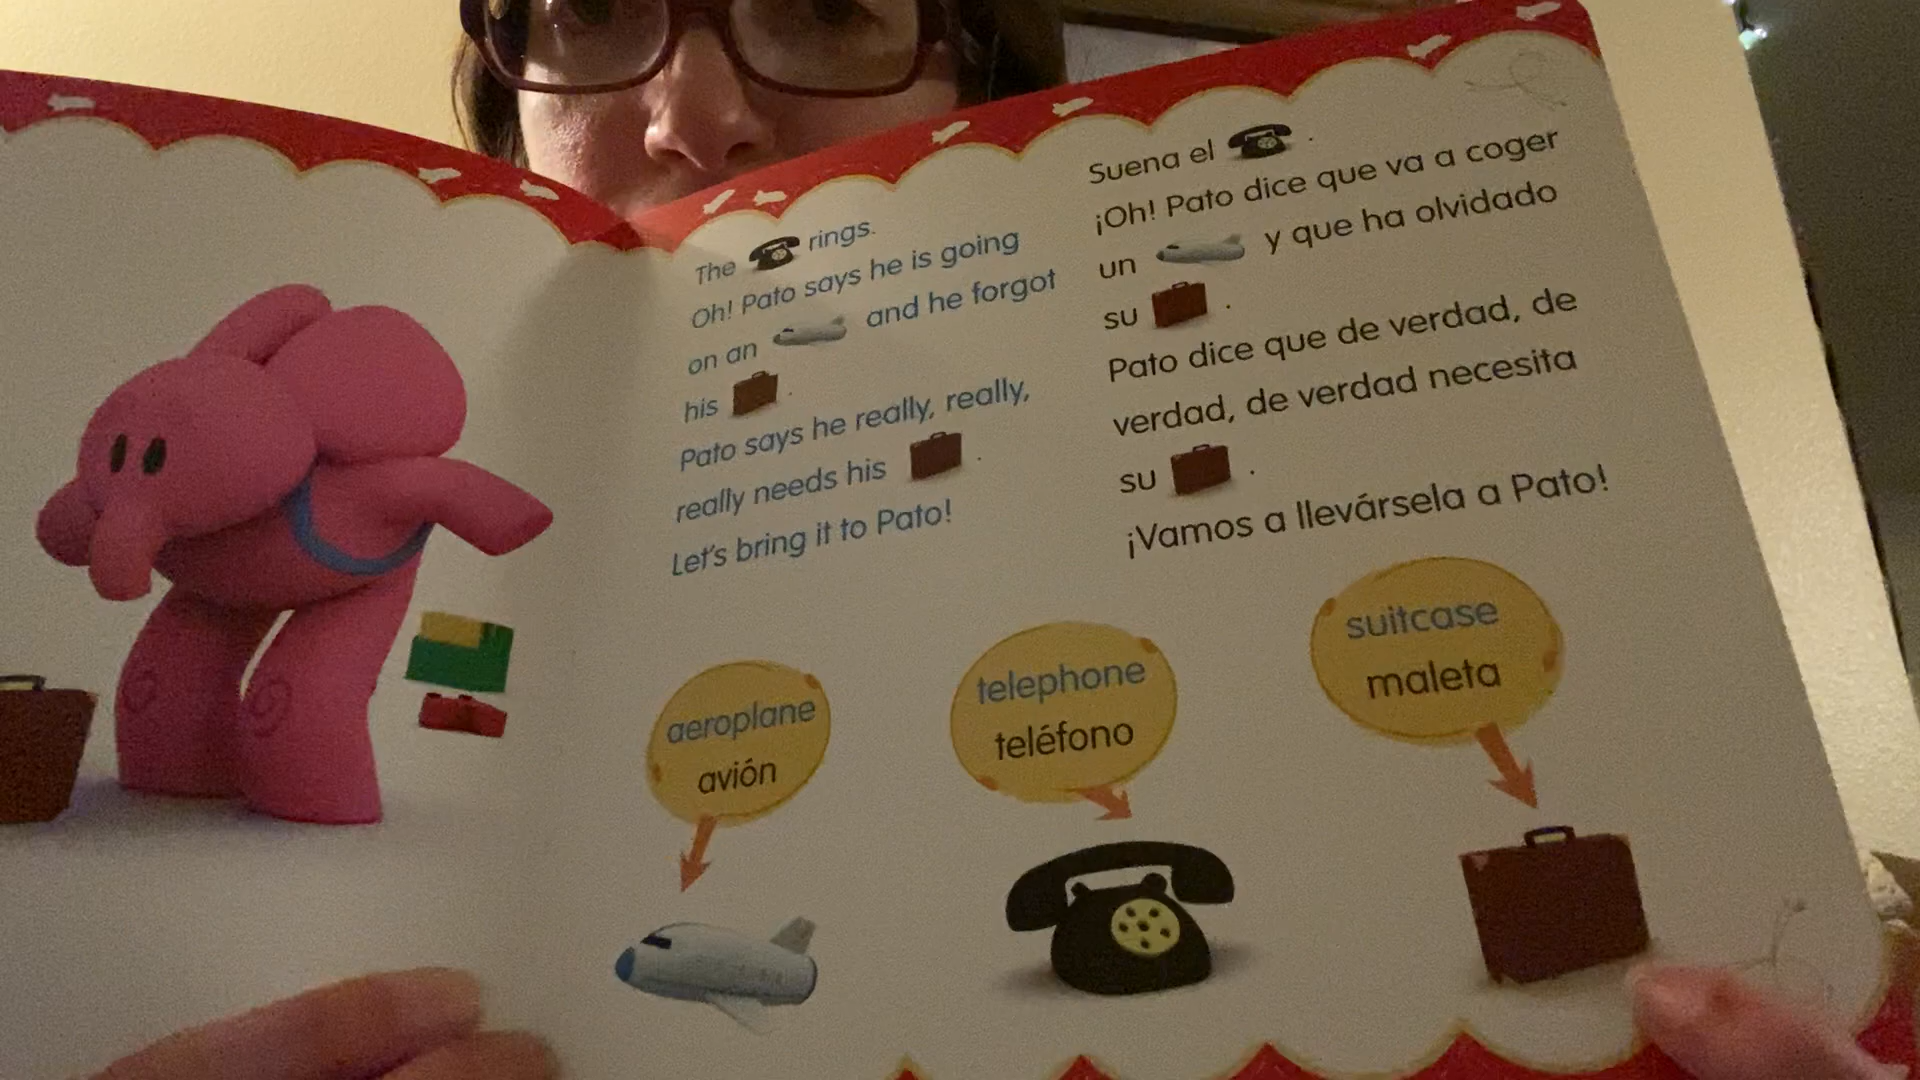 The rings.
Oh! Pato says he is going
on an and he forgot
his .
Pato says he really, really,
really needs his .
Let's bring it to Pato!
Suena el .
¡Oh! Pato dice que va a coger
un y que ha olvidado
su .
Pato dice que de verdad, de
verdad, de verdad necesita
su .
¡Vamos a llevársela a Pato!
aeroplane
avión
telephone
teléfono
suitcase
maleta